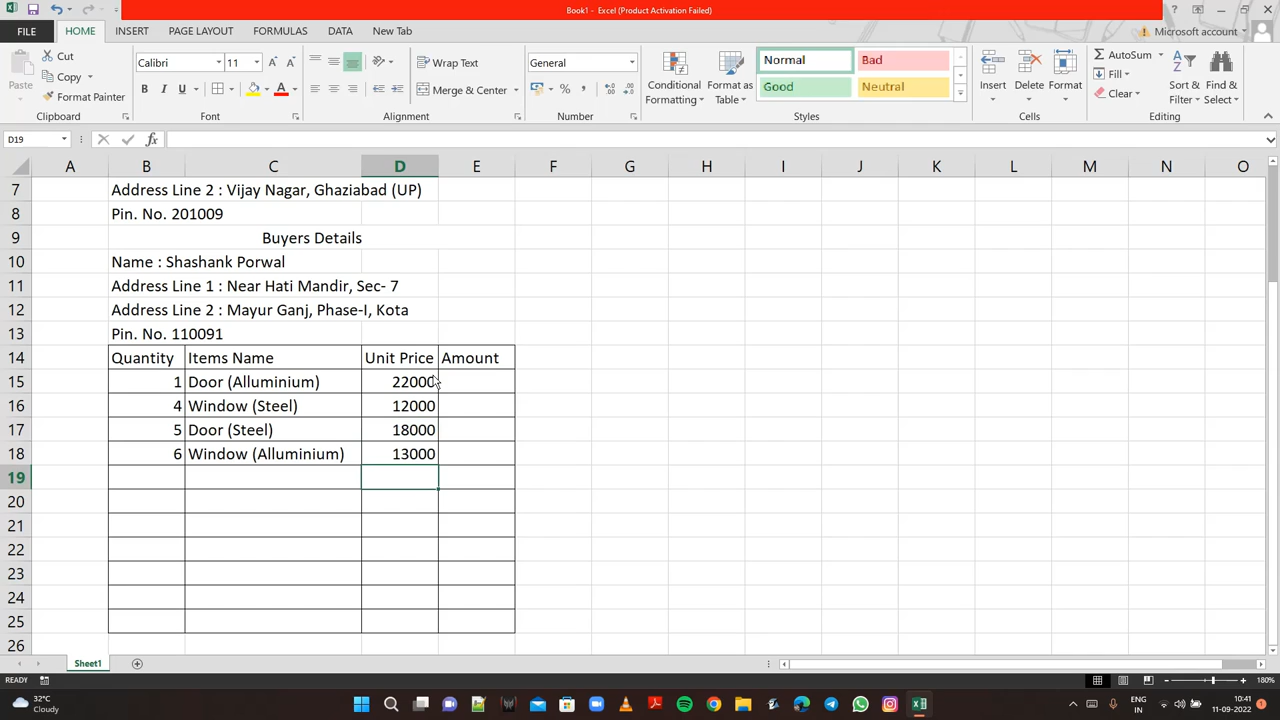 Book1 - Excel (Product Activation Failed)
FILE HOME INSERT PAGE LAYOUT FORMULAS DATA New Tab Microsoft account
Cut
Copy
Format Painter
Paste
Clipboard
Calibri 11
B I U
Font
Wrap Text
Merge & Center
Alignment
General
%
Number
Conditional Formatting
Format as Table
Normal Bad
Good Neutral
Styles
Insert Delete Format
Cells
AutoSum
Fill
Clear
Sort & Filter
Find & Select
Editing
D19 fx
A B C D E F G H I J K L M N O
7 Address Line 2 : Vijay Nagar, Ghaziabad (UP)
8 Pin. No. 201009
9 Buyers Details
10 Name : Shashank Porwal
11 Address Line 1 : Near Hati Mandir, Sec- 7
12 Address Line 2 : Mayur Ganj, Phase-I, Kota
13 Pin. No. 110091
14 Quantity Items Name Unit Price Amount
15 1 Door (Alluminium) 22000
16 4 Window (Steel) 12000
17 5 Door (Steel) 18000
18 6 Window (Alluminium) 13000
19
20
21
22
23
24
25
26
Sheet1
READY 180%
32°C
Cloudy
ENG
IN
10:41
11-09-2022